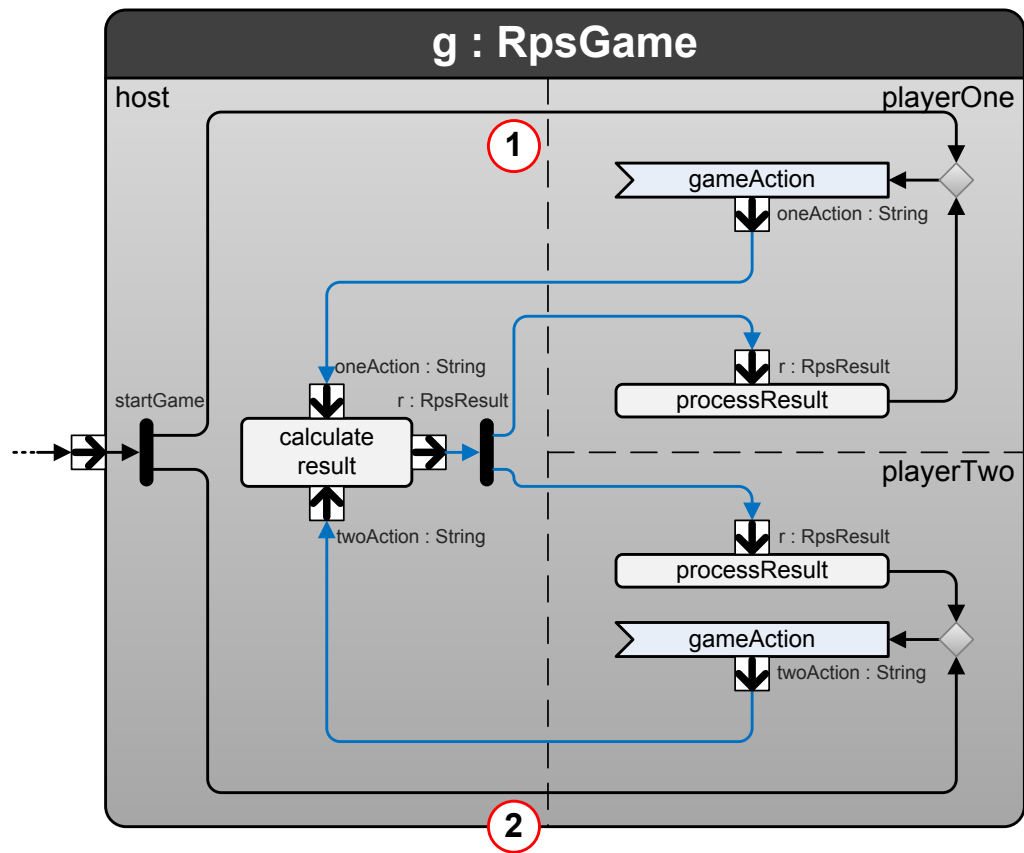 g : RpsGame
host
playerOne
1
gameAction
oneAction : String
oneAction : String
r : RpsResult
startGame
r : RpsResult
processResult
calculate
result
playerTwo
twoAction : String
r : RpsResult
processResult
gameAction
twoAction : String
2